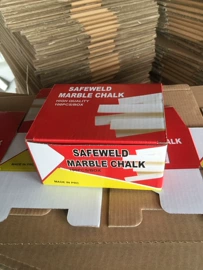 SAFEWELD
MARBLE CHALK
HIGH QUALITY
SAFEWELD
MARBLE CHALK
MADE IN PRC